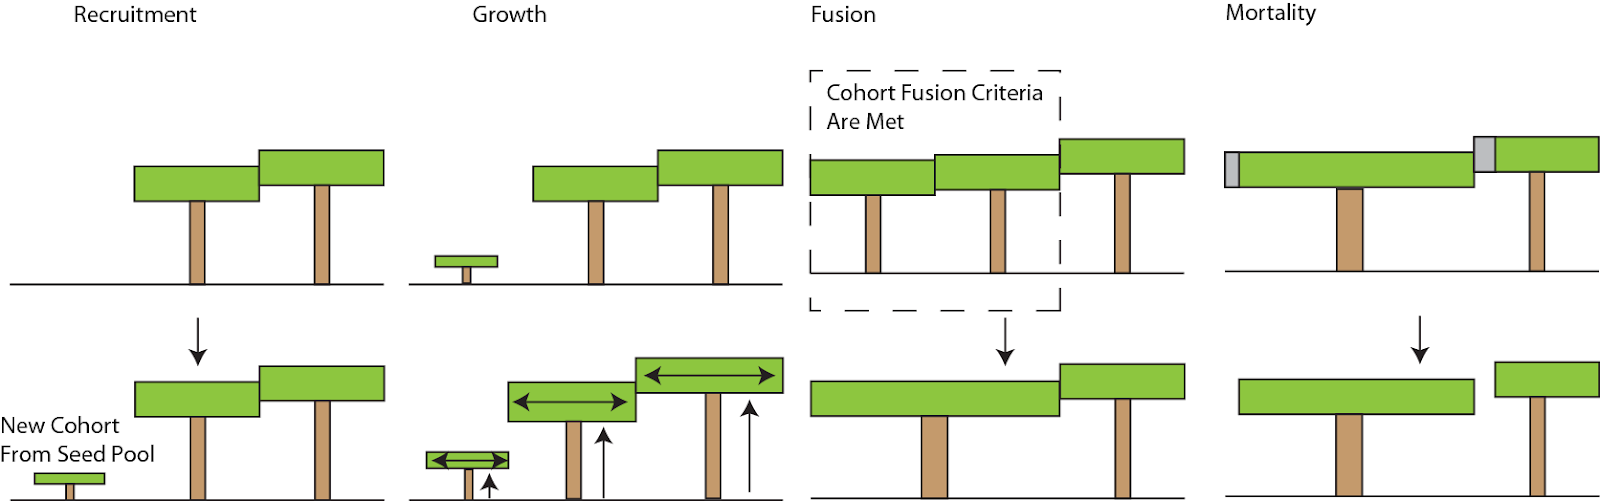 Recruitment
Growth
Fusion
Mortality
Cohort Fusion Criteria
Are Met
New Cohort
From Seed Pool